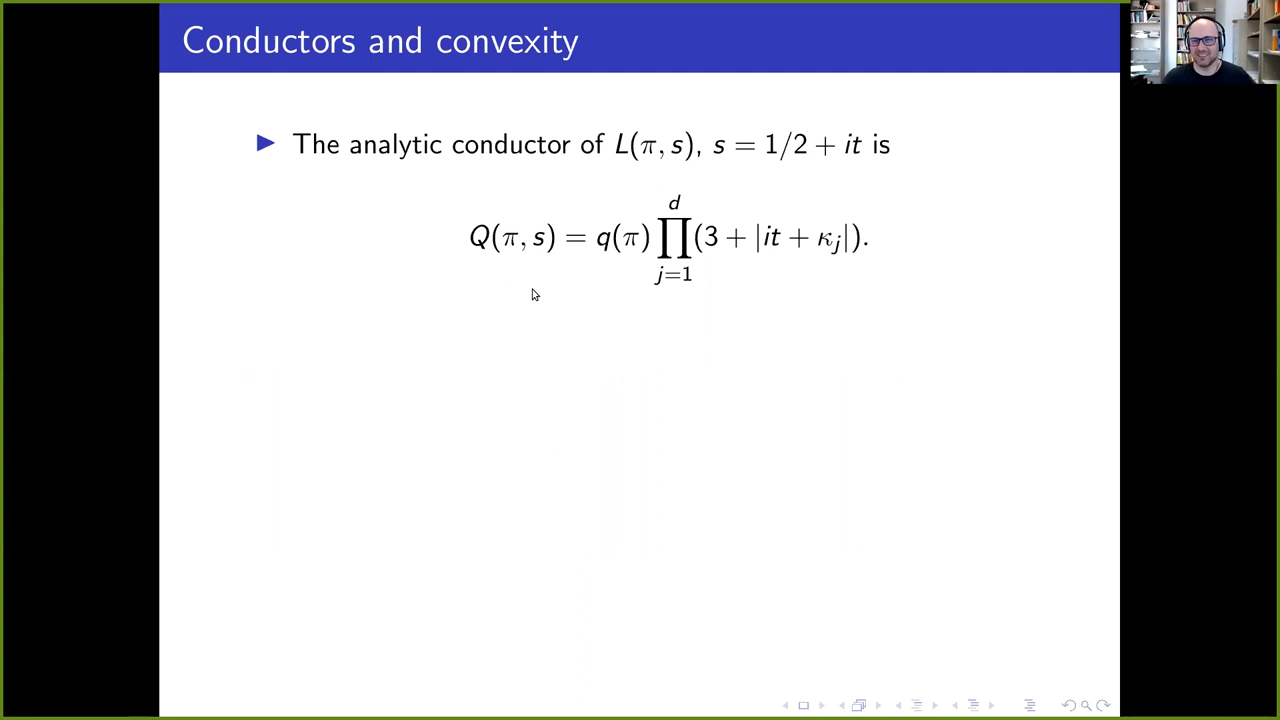 Conductors and convexity
▶ The analytic conductor of L(π, s), s = 1/2 + it is
Q(π, s) = q(π) ∏_{j=1}^{d} (3 + |it + κ_j|).